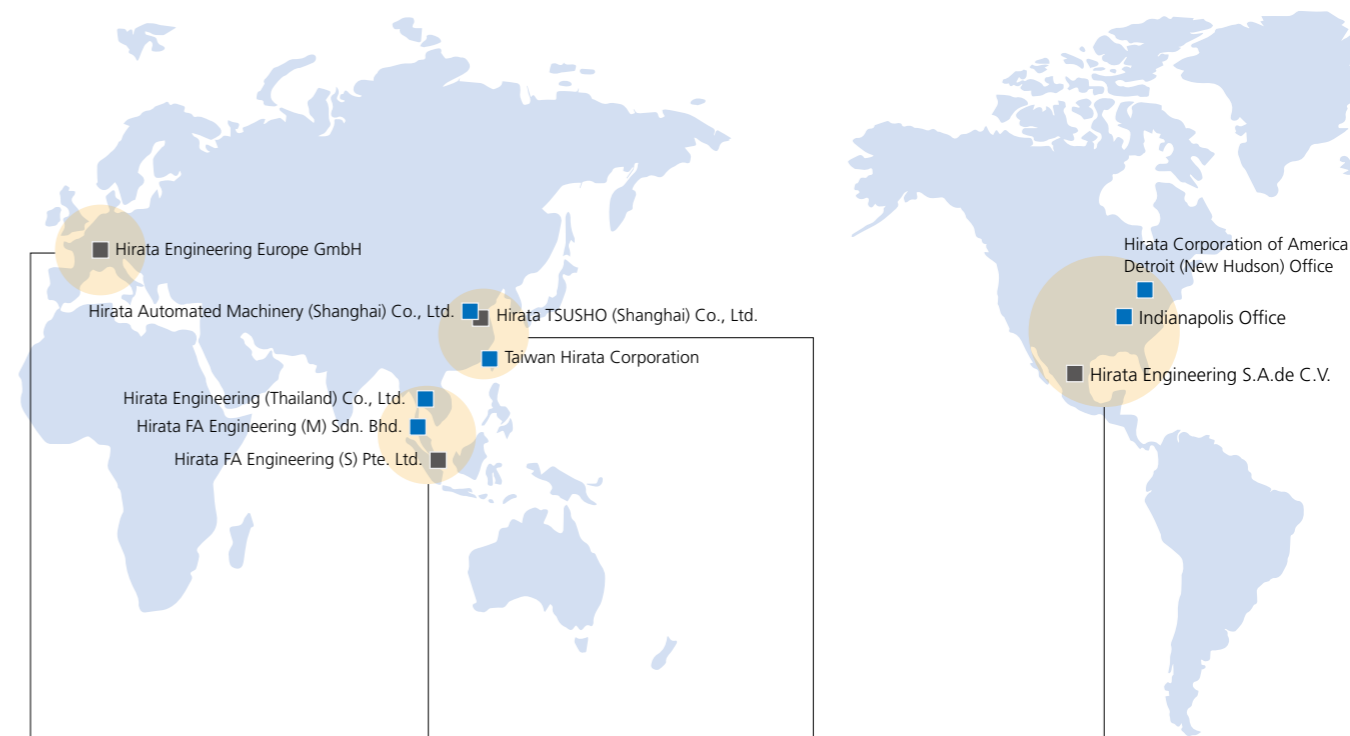 Hirata Corporation of America
Detroit (New Hudson) Office
Hirata Engineering Europe GmbH
Hirata Automated Machinery (Shanghai) Co., Ltd.
Hirata TSUSHO (Shanghai) Co., Ltd.
Indianapolis Office
Taiwan Hirata Corporation
Hirata Engineering S.A.de C.V.
Hirata Engineering (Thailand) Co., Ltd.
Hirata FA Engineering (M) Sdn. Bhd.
Hirata FA Engineering (S) Pte. Ltd.